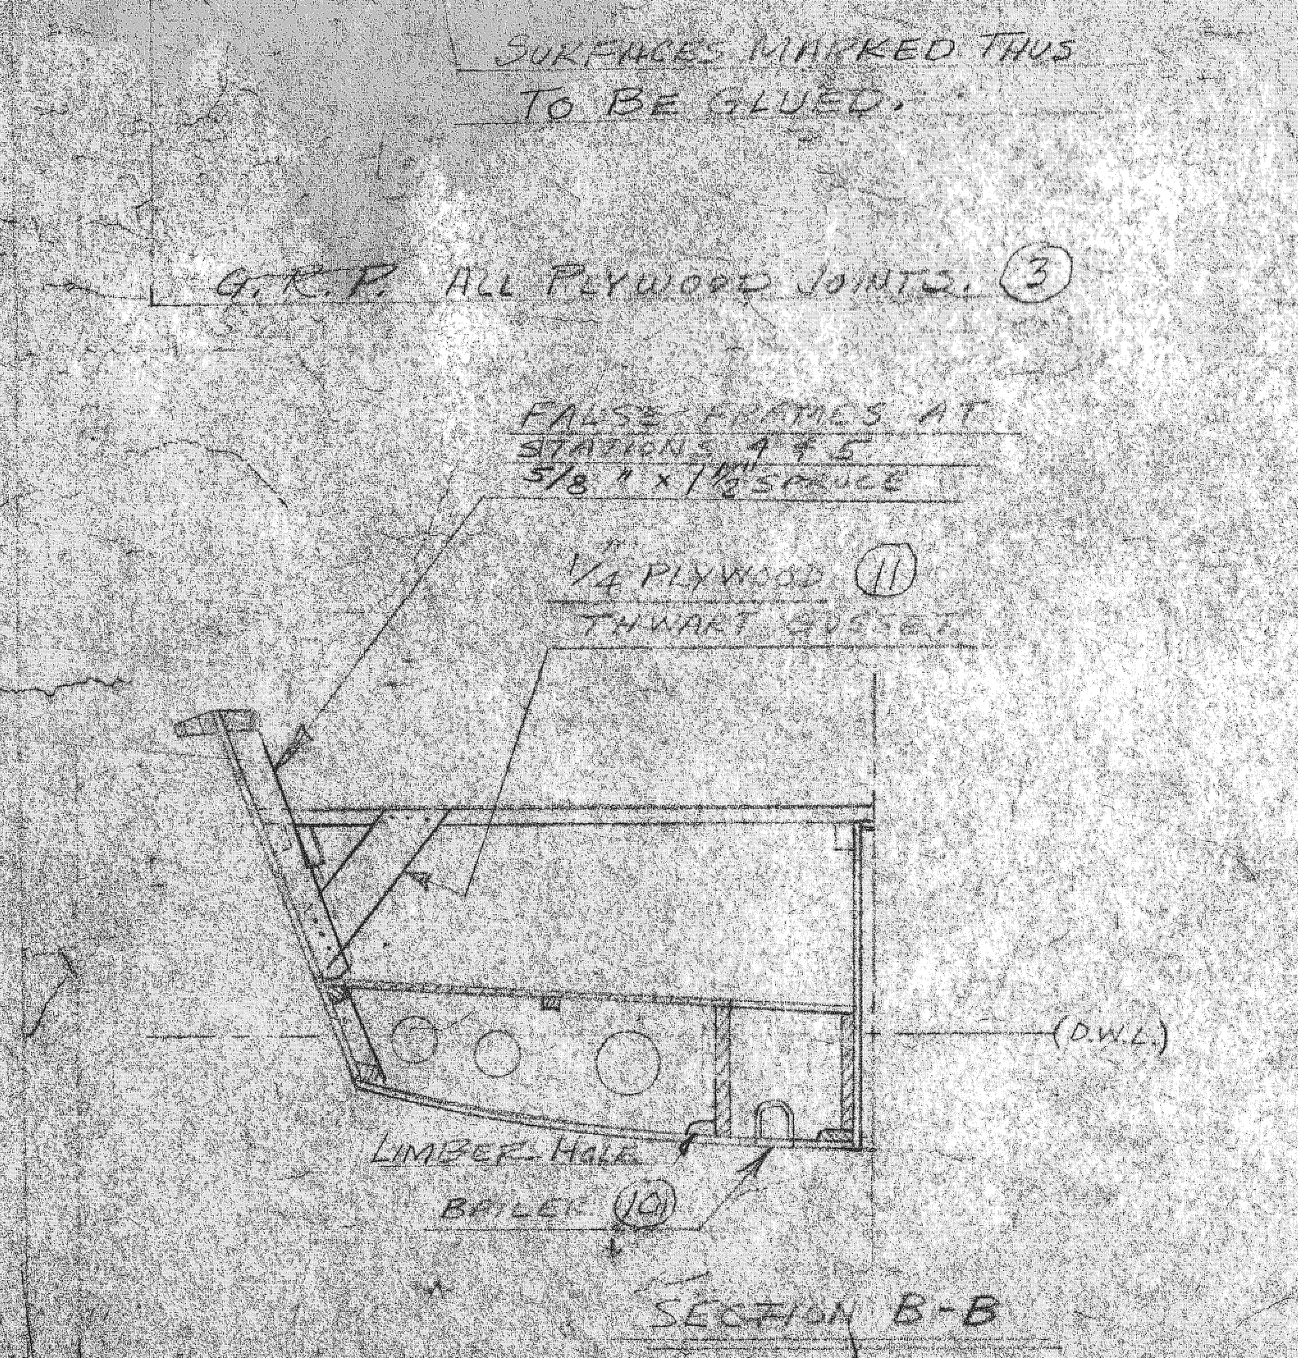 SURFACES MARKED THUS
TO BE GLUED.
G.R.P. ALL PLYWOOD JOINTS. 3
FALSE FRAMES AT
STATIONS 4 & 5
5/8 " x 1 1/2" SPRUCE
1/4" PLYWOOD 11
THWART GUSSET
(D.W.L.)
LIMBER HOLE
BAILER
SECTION B-B